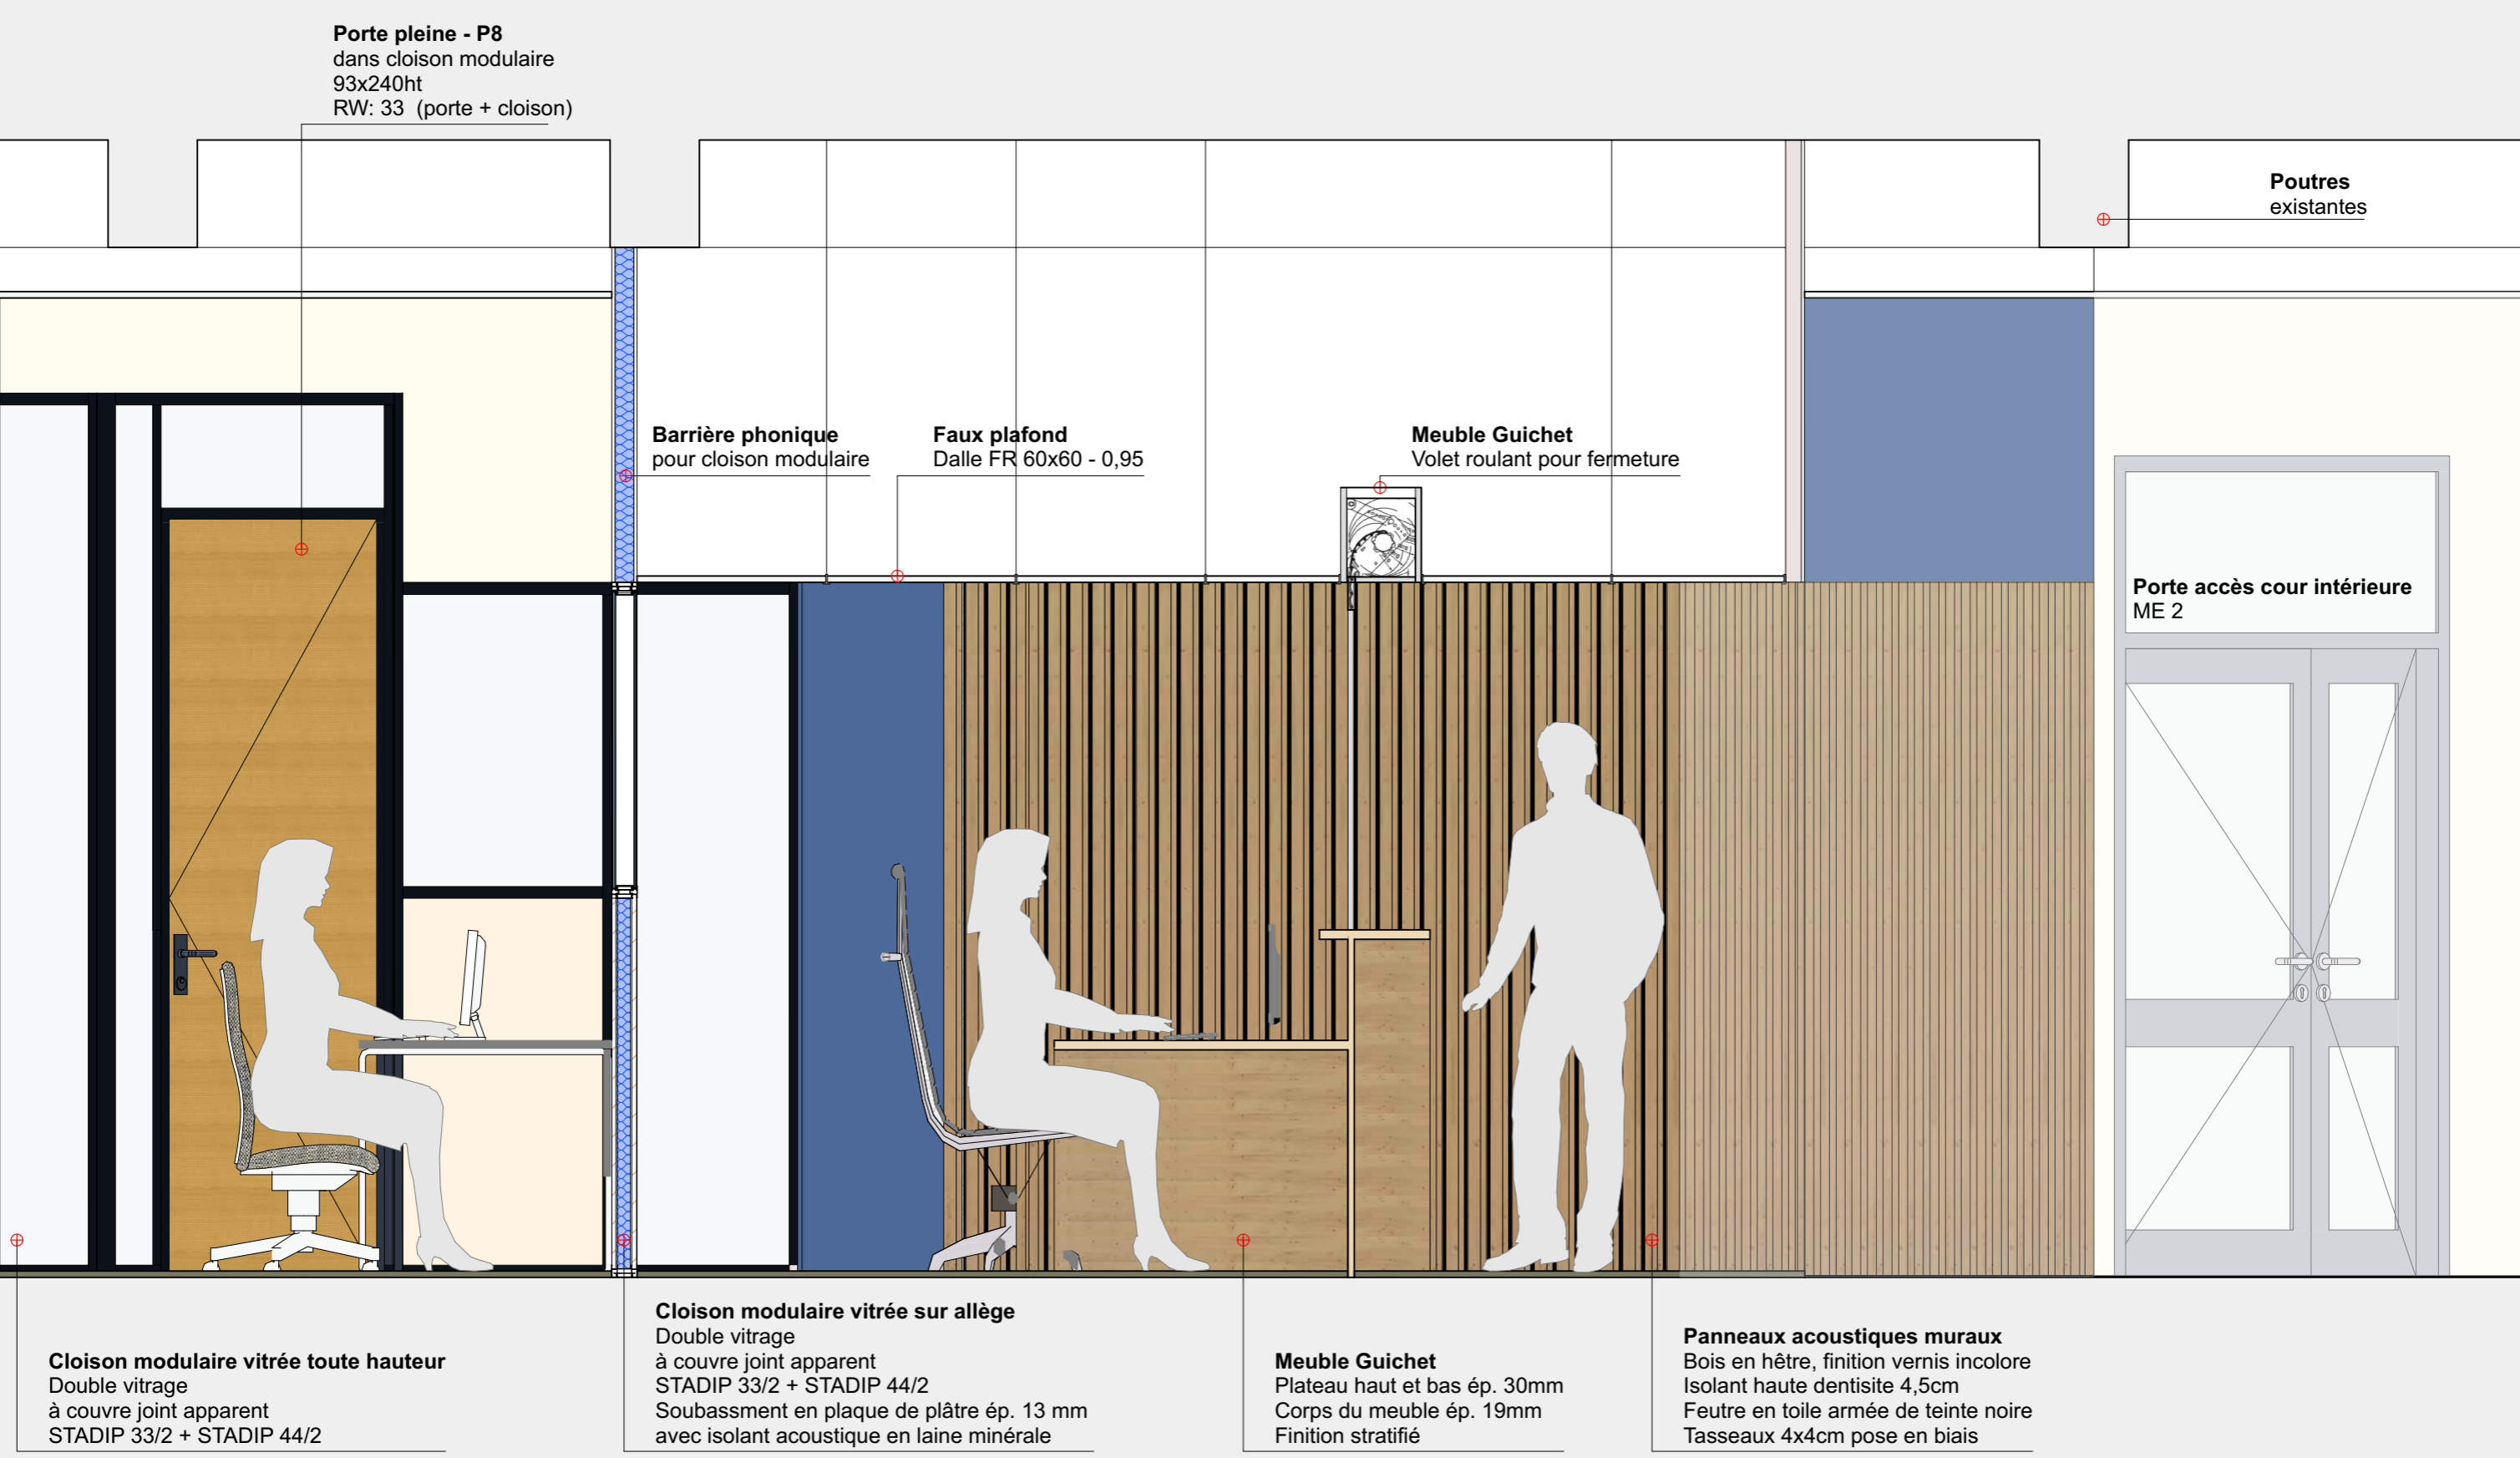 Porte pleine - P8
dans cloison modulaire
93x240ht
RW: 33  (porte + cloison)
Poutres
existantes
Barrière phonique
pour cloison modulaire
Faux plafond
Dalle FR 60x60 - 0,95
Meuble Guichet
Volet roulant pour fermeture
Porte accès cour intérieure
ME 2
Cloison modulaire vitrée toute hauteur
Double vitrage
à couvre joint apparent
STADIP 33/2 + STADIP 44/2
Cloison modulaire vitrée sur allège
Double vitrage
à couvre joint apparent
STADIP 33/2 + STADIP 44/2
Soubassment en plaque de plâtre ép. 13 mm
avec isolant acoustique en laine minérale
Meuble Guichet
Plateau haut et bas ép. 30mm
Corps du meuble ép. 19mm
Finition stratifié
Panneaux acoustiques muraux
Bois en hêtre, finition vernis incolore
Isolant haute dentisite 4,5cm
Feutre en toile armée de teinte noire
Tasseaux 4x4cm pose en biais